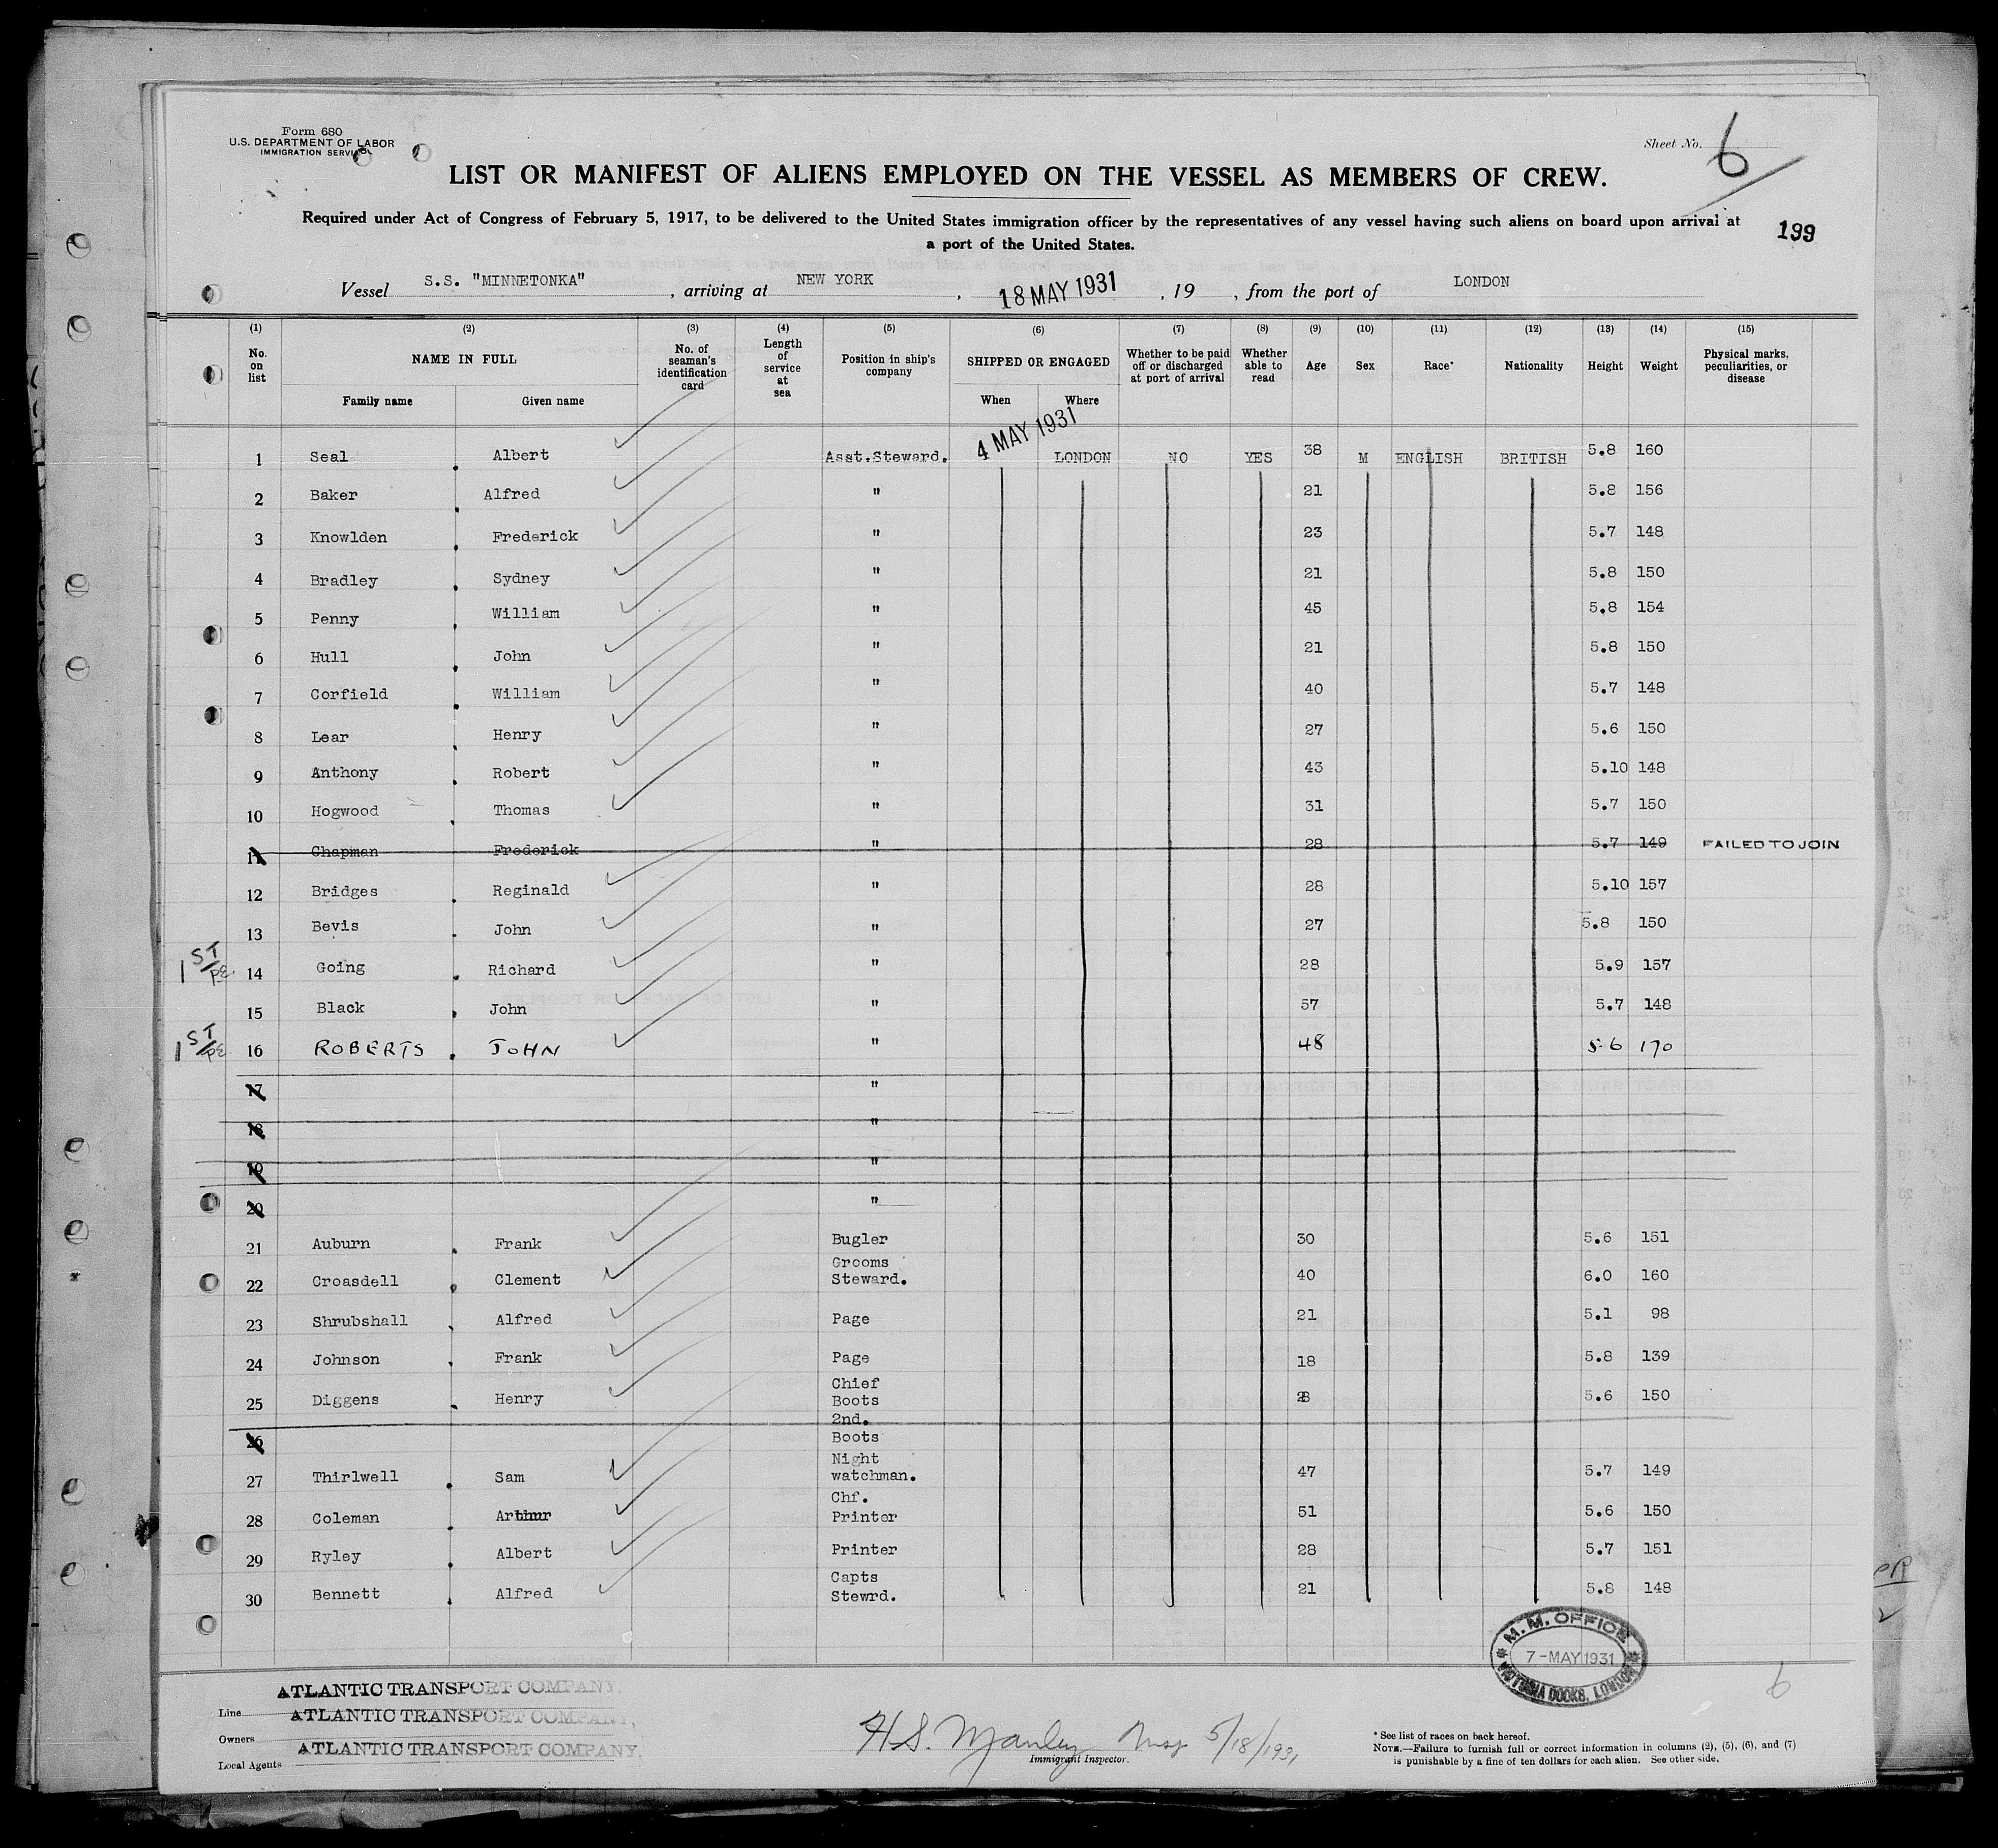 Form 680
U.S. DEPARTMENT OF LABOR
IMMIGRATION SERVICE
Sheet No. 6
LIST OR MANIFEST OF ALIENS EMPLOYED ON THE VESSEL AS MEMBERS OF CREW.
Required under Act of Congress of February 5, 1917, to be delivered to the United States immigration officer by the representatives of any vessel having such aliens on board upon arrival at
a port of the United States.
199
Vessel S.S. "MINNETONKA", arriving at NEW YORK, 18 MAY 1931, 19 , from the port of LONDON
(1) (2) (3) (4) (5) (6) (7) (8) (9) (10) (11) (12) (13) (14) (15)
No. on list NAME IN FULL No. of seaman's identification card Length of service at sea Position in ship's company SHIPPED OR ENGAGED Whether to be paid off or discharged at port of arrival Whether able to read Age Sex Race* Nationality Height Weight Physical marks, peculiarities, or disease
Family name Given name When Where
4 MAY 1931
1 Seal . Albert Asst.Steward. LONDON NO YES 38 M ENGLISH BRITISH 5.8 160
2 Baker . Alfred " 21 5.8 156
3 Knowlden . Frederick " 23 5.7 148
4 Bradley . Sydney " 21 5.8 150
5 Penny . William " 45 5.8 154
6 Hull . John " 21 5.8 150
7 Corfield . William " 40 5.7 148
8 Lear . Henry " 27 5.6 150
9 Anthony . Robert " 43 5.10 148
10 Hogwood . Thomas " 31 5.7 150
11 Chapman Frederick " 28 5.7 149 FAILED TO JOIN
12 Bridges . Reginald " 28 5.10 157
13 Bevis . John " 27 5.8 150
1ST 14 Going . Richard " 28 5.9 157
15 Black . John " 57 5.7 148
1ST 16 ROBERTS . JOHN " 48 5-6 170
17 "
18 "
19 "
20 "
21 Auburn . Frank Bugler 30 5.6 151
22 Croasdell . Clement Grooms Steward. 40 6.0 160
23 Shrubshall . Alfred Page 21 5.1 98
24 Johnson . Frank Page 18 5.8 139
25 Diggens . Henry Chief Boots 28 5.6 150
26 2nd. Boots
27 Thirlwell . Sam Night watchman. 47 5.7 149
28 Coleman . Arthur Chf. Printer 51 5.6 150
29 Ryley . Albert Printer 28 5.7 151
30 Bennett . Alfred Capts Stewrd. 21 5.8 148
M. M. OFFICE
7-MAY 1931
VICTORIA DOCKS, LONDON
6
Line ATLANTIC TRANSPORT COMPANY,
Owners ATLANTIC TRANSPORT COMPANY,
Local Agents ATLANTIC TRANSPORT COMPANY,
H.S. Manley 5/18/1931
Immigrant Inspector.
* See list of races on back hereof.
NOTE.—Failure to furnish full or correct information in columns (2), (5), (6), and (7)
is punishable by a fine of ten dollars for each alien. See other side.